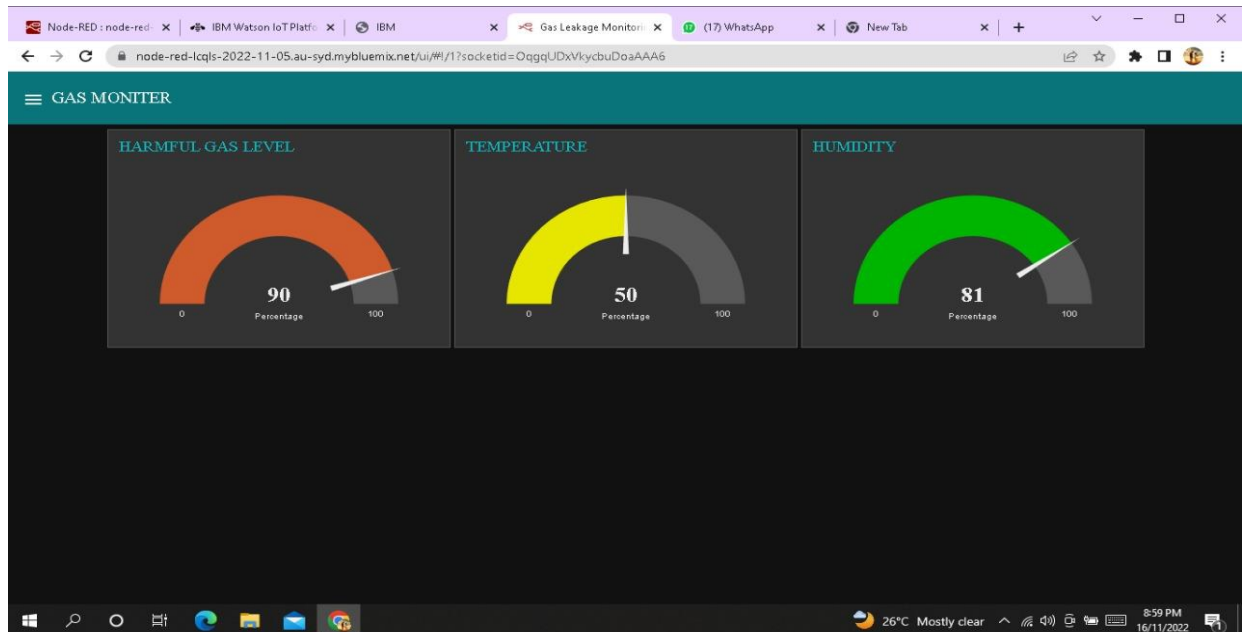 Node-RED : node-red-
IBM Watson IoT Platfo
IBM
Gas Leakage Monitori
(17) WhatsApp
New Tab
node-red-lcqls-2022-11-05.au-syd.mybluemix.net/ui/#!/1?socketid=OqgqUDxVkycbuDoaAAA6
GAS MONITER
HARMFUL GAS LEVEL
90
Percentage
0
100
TEMPERATURE
50
Percentage
0
100
HUMIDITY
81
Percentage
0
100
26°C Mostly clear
8:59 PM
16/11/2022